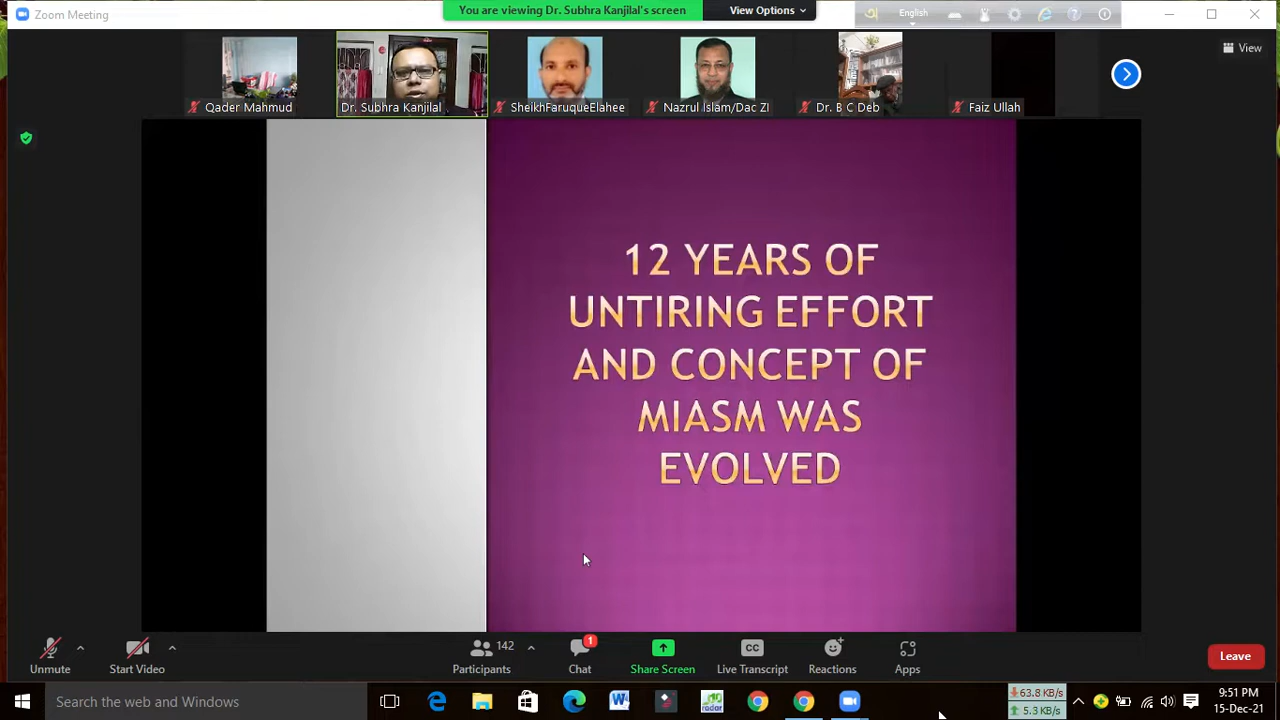 Zoom Meeting
You are viewing Dr. Subhra Kanjilal's screen
View Options
English
View
Qader Mahmud
Dr. Subhra Kanjilal
SheikhFaruqueElahee
Nazrul Islam/Dac ZI
Dr. B C Deb
Faiz Ullah
12 YEARS OF
UNTIRING EFFORT
AND CONCEPT OF
MIASM WAS
EVOLVED
Unmute
Start Video
142
Participants
1
Chat
Share Screen
CC
Live Transcript
Reactions
Apps
Leave
Search the web and Windows
63.8 KB/s
5.3 KB/s
9:51 PM
15-Dec-21